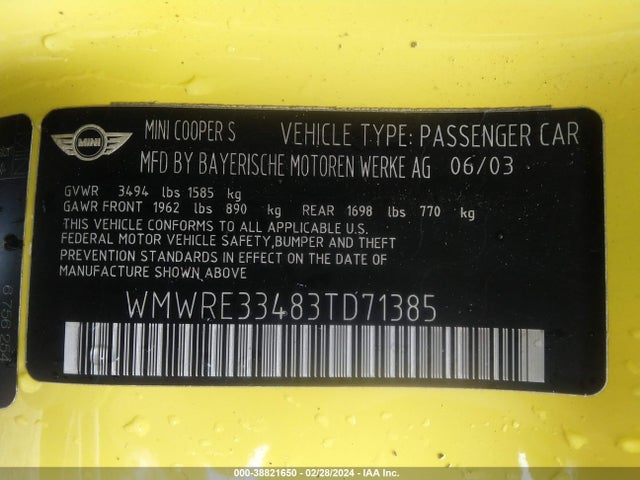 MINI
MINI COOPER S VEHICLE TYPE: PASSENGER CAR
MFD BY BAYERISCHE MOTOREN WERKE AG 06/03
GVWR 3494 lbs 1585 kg
GAWR FRONT 1962 lbs 890 kg REAR 1698 lbs 770 kg
THIS VEHICLE CONFORMS TO ALL APPLICABLE U.S.
FEDERAL MOTOR VEHICLE SAFETY,BUMPER AND THEFT
PREVENTION STANDARDS IN EFFECT ON THE DATE OF
MANUFACTURE SHOWN ABOVE
WMWRE33483TD71385
6756 254
000-38821650 - 02/28/2024 - IAA Inc.